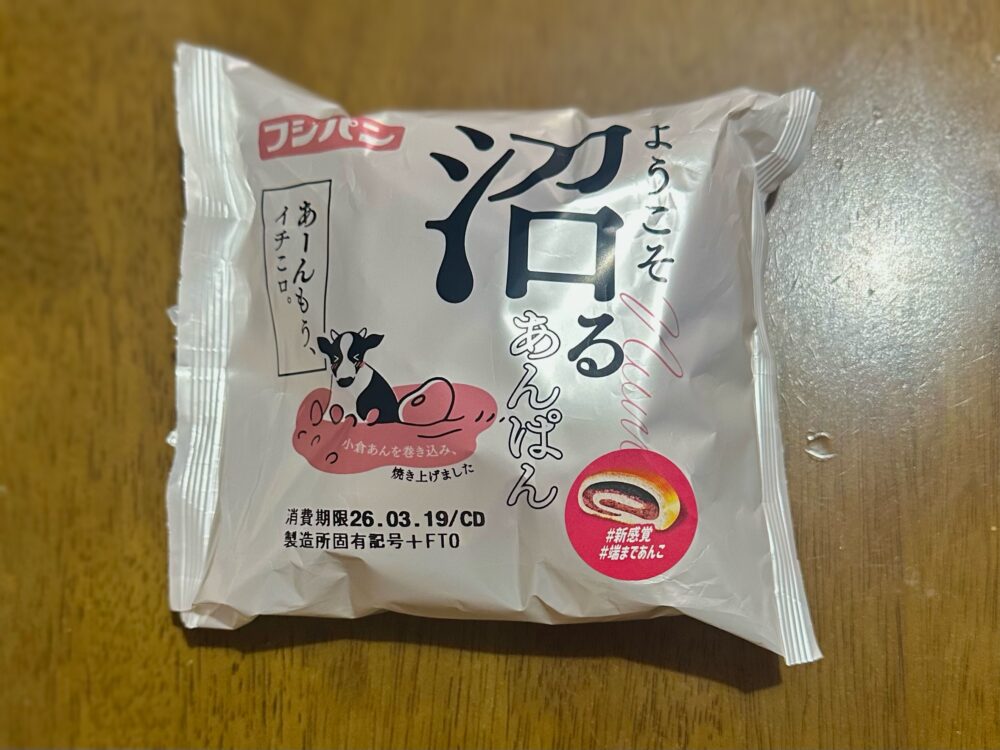 フジパン
ようこそ
沼る
あんぱん
あーんもう、
イチコロ。
小倉あんを巻き込み、
焼き上げました
消費期限26.03.19/CD
製造所固有記号+FT0
#新感覚
#端まであんこ